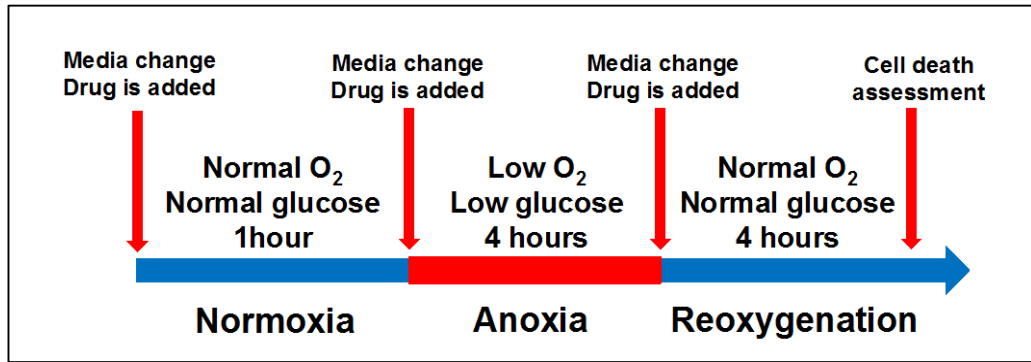 Media change
Drug is added
Media change
Drug is added
Media change
Drug is added
Cell death
assessment
Normal O₂
Normal glucose
1hour
Low O₂
Low glucose
4 hours
Normal O₂
Normal glucose
4 hours
Normoxia
Anoxia
Reoxygenation